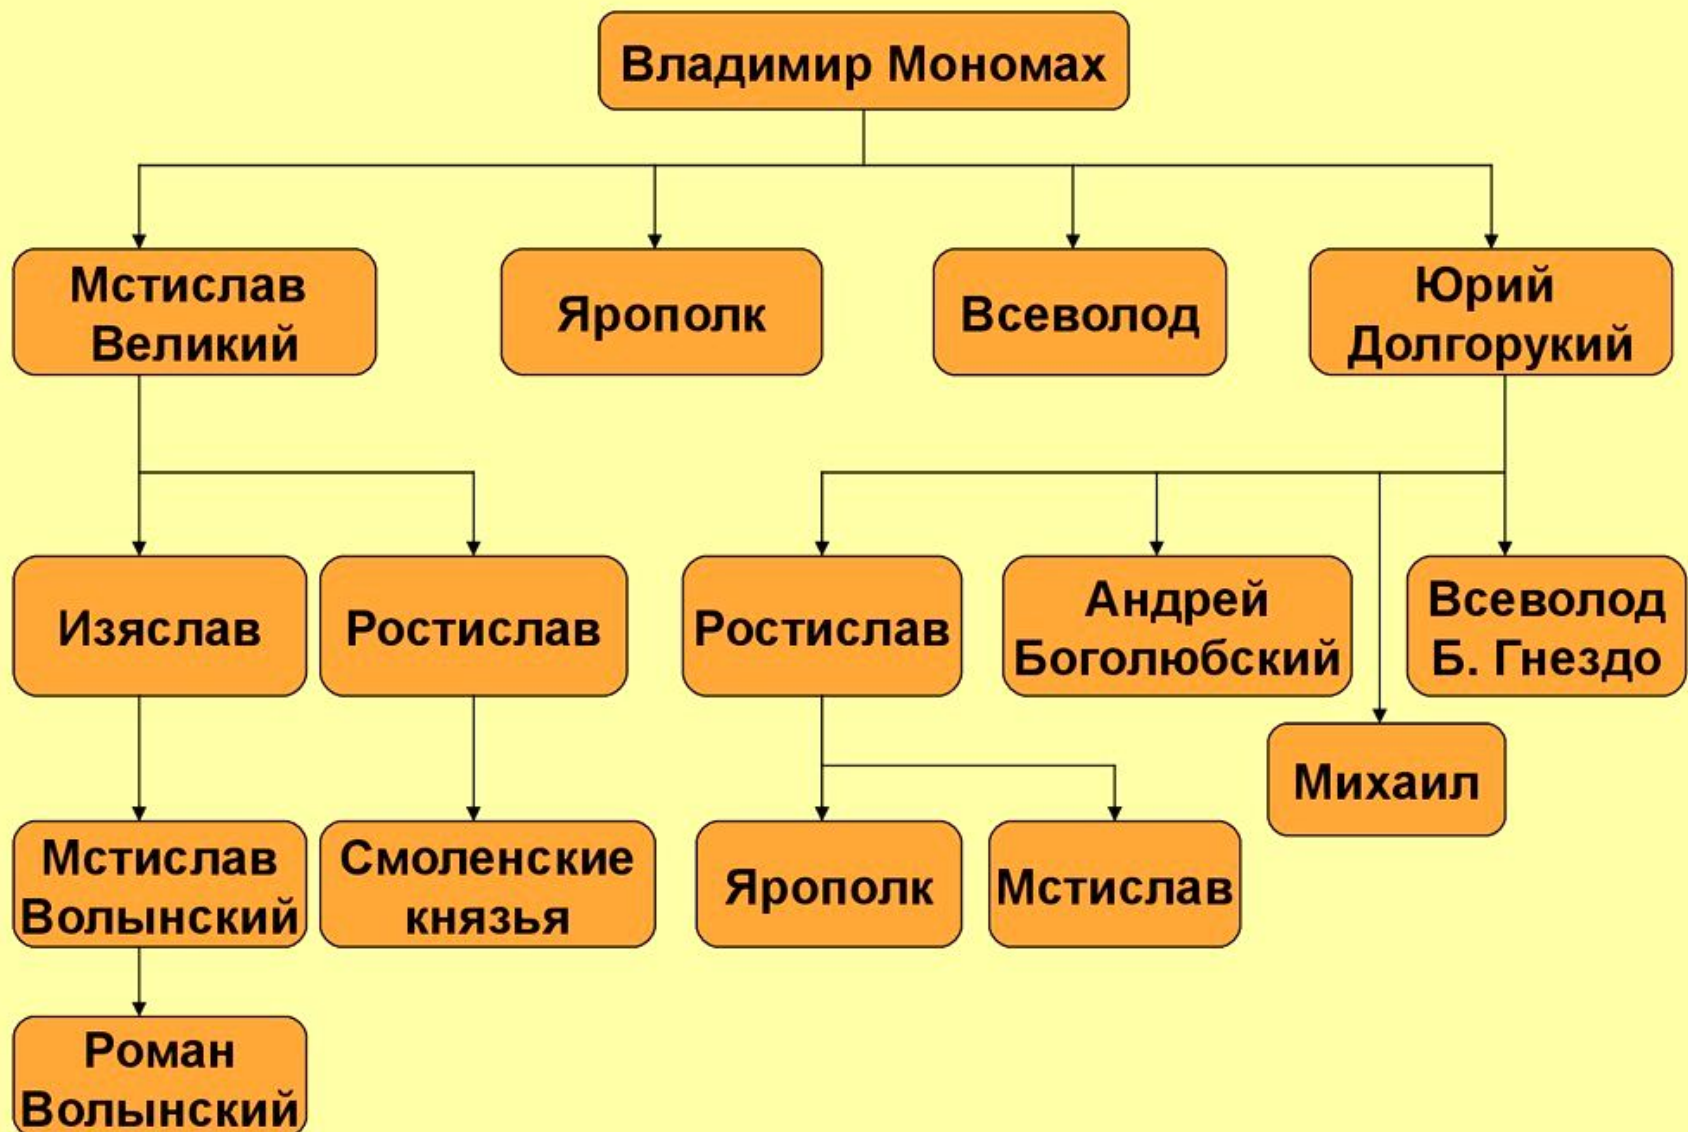 Владимир Мономах
Мстислав
Великий
Ярополк
Всеволод
Юрий
Долгорукий
Изяслав
Ростислав
Ростислав
Андрей
Боголюбский
Всеволод
Б. Гнездо
Михаил
Мстислав
Волынский
Смоленские
князья
Ярополк
Мстислав
Роман
Волынский